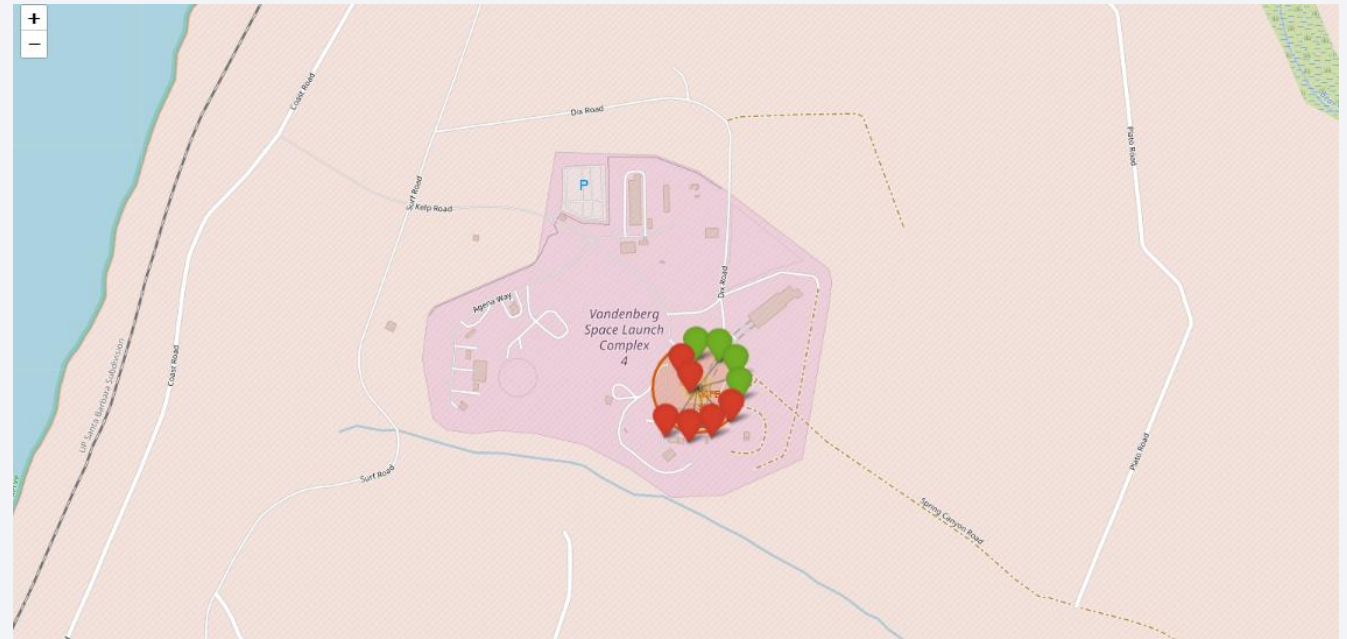 +
−
Coast Road
Dix Road
Plato Road
P
Surf Road
Kelp Road
Dix Road
Agena Way
Vandenberg
Space Launch
Complex
4
Coast Road
UP Santa Barbara Subdivision
Surf Road
Plato Road
Spring Canyon Road